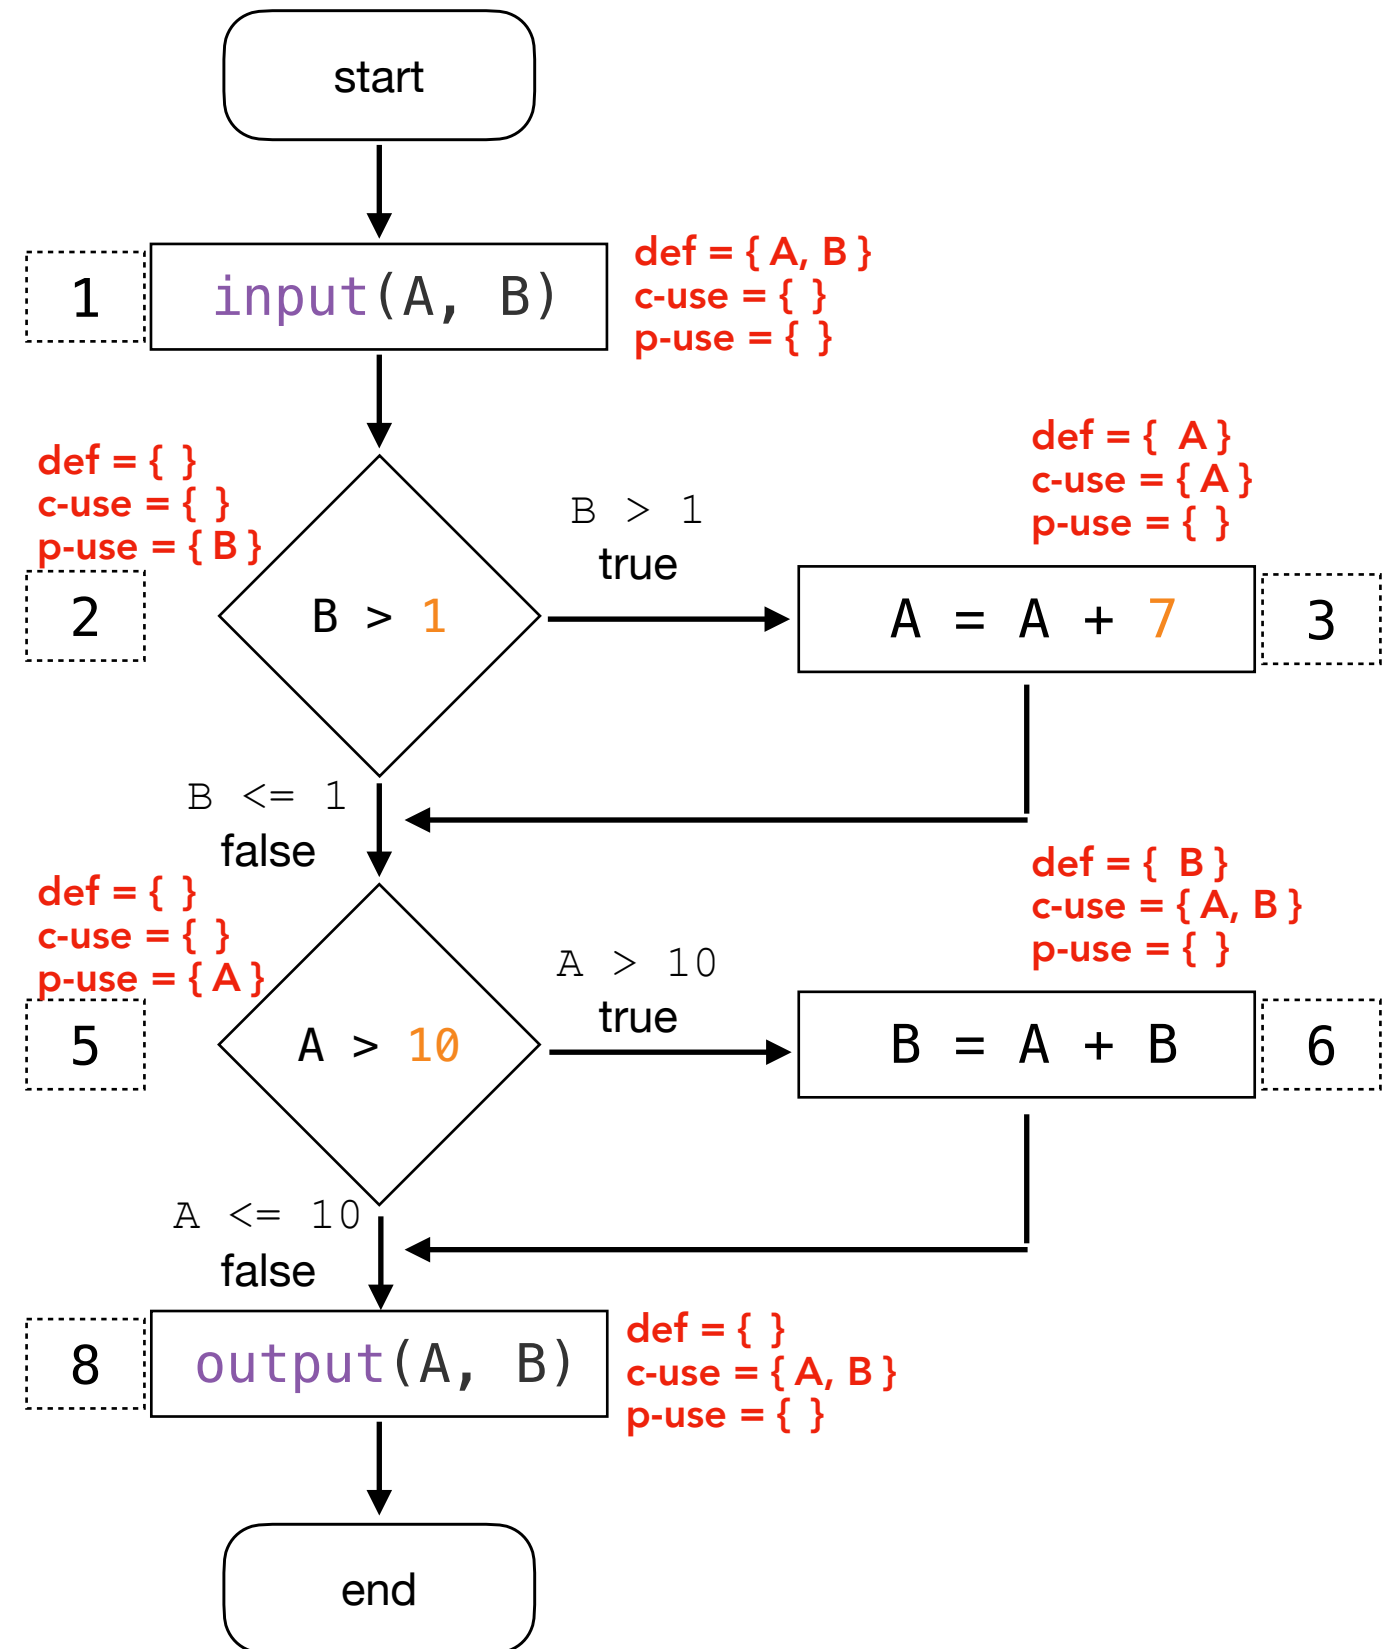 start
1
input(A, B)
def = { A, B }
c-use = { }
p-use = { }
def = { }
c-use = { }
p-use = { B }
2
B > 1
B > 1
true
def = { A }
c-use = { A }
p-use = { }
A = A + 7
3
B <= 1
false
def = { }
c-use = { }
p-use = { A }
5
A > 10
A > 10
true
def = { B }
c-use = { A, B }
p-use = { }
B = A + B
6
A <= 10
false
8
output(A, B)
def = { }
c-use = { A, B }
p-use = { }
end